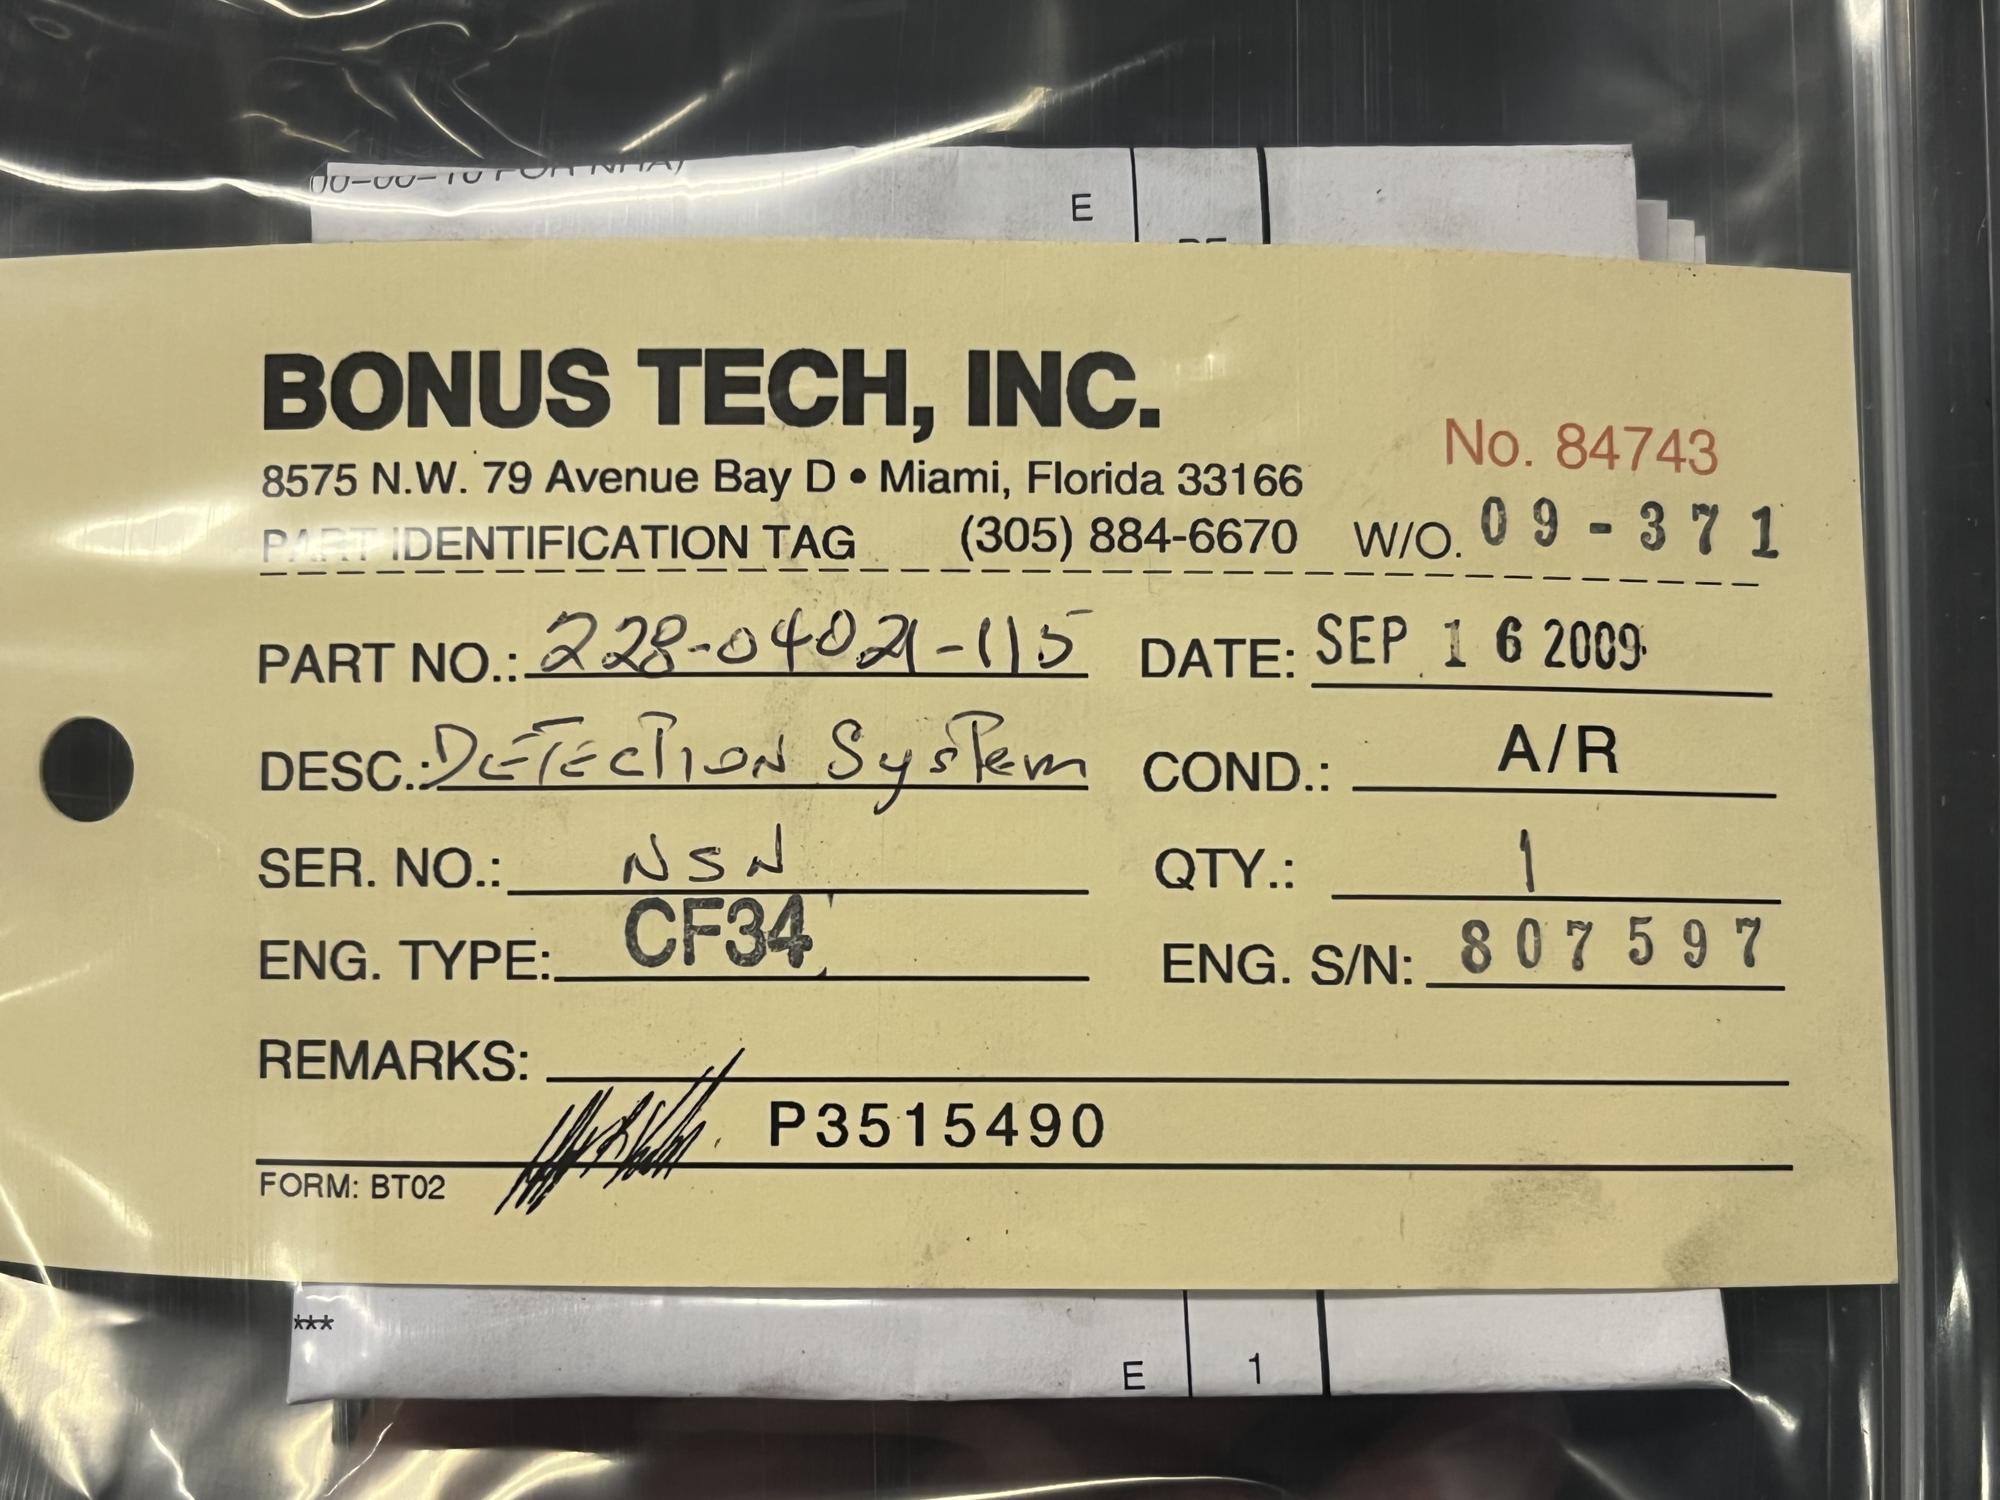 E
BONUS TECH, INC.
No. 84743
8575 N.W. 79 Avenue Bay D • Miami, Florida 33166
PART IDENTIFICATION TAG (305) 884-6670 W/O. 09-371
PART NO.: 228-04021-115 DATE: SEP 16 2009
DESC.: DETECTION System COND.: A/R
SER. NO.: NSN QTY.: 1
ENG. TYPE: CF34 ENG. S/N: 807597
REMARKS:
P3515490
FORM: BT02
***
E 1